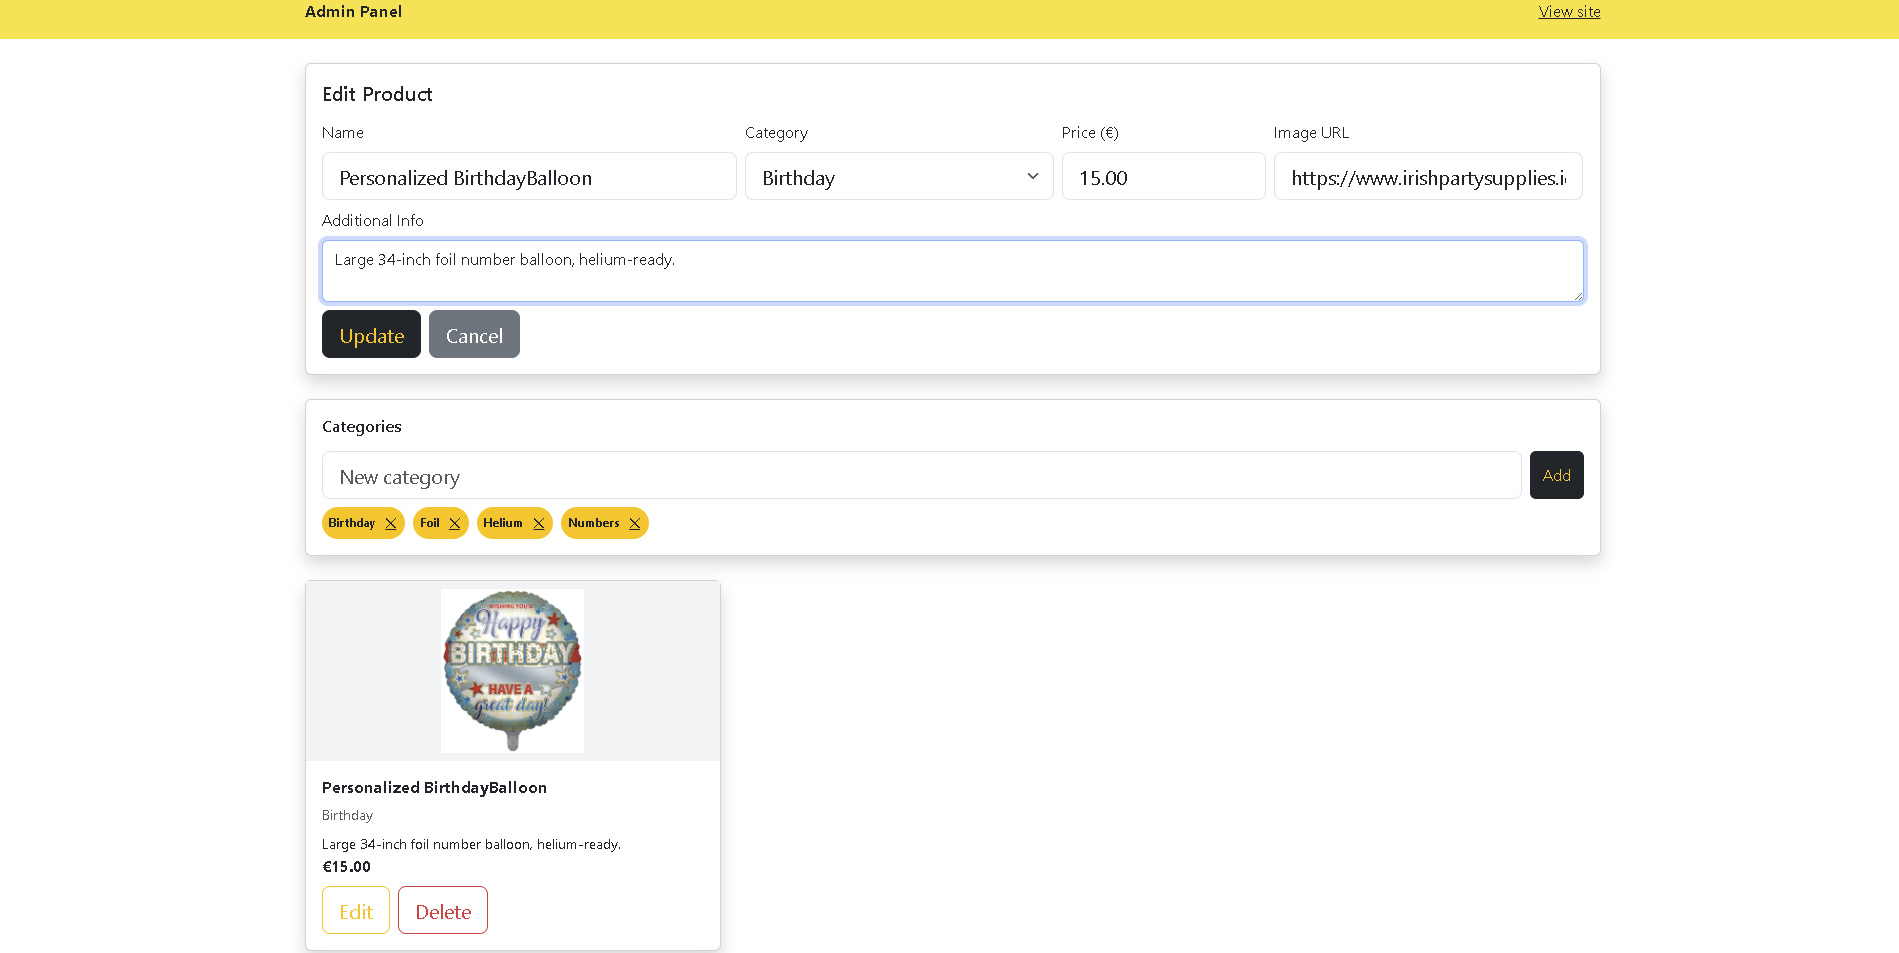 Admin Panel
View site
Edit Product
Name
Category
Price (€)
Image URL
Personalized BirthdayBalloon
Birthday
15.00
https://www.irishpartysupplies.i
Additional Info
Large 34-inch foil number balloon, helium-ready.
Update
Cancel
Categories
New category
Add
Birthday
Foil
Helium
Numbers
WISHING YOU A
Happy
BIRTHDAY
HAVE A
great day!
Personalized BirthdayBalloon
Birthday
Large 34-inch foil number balloon, helium-ready.
€15.00
Edit
Delete